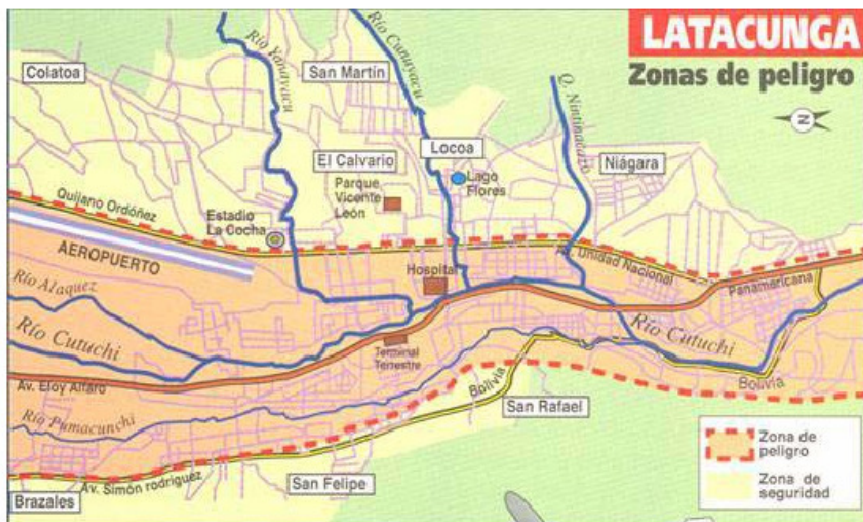 LATACUNGA
Zonas de peligro
N
Colatoa
Río Yanayacu
San Martín
Río Cunuyacu
Q. Nintinacazo
El Calvario
Locoa
Niágara
Parque
Vicente
León
Lago
Flores
Quijano Ordóñez
Estadio
La Cocha
AEROPUERTO
Av. Unidad Nacional
Hospital
Panamericana
Río Alaquez
Río Cutuchi
Río Cutuchi
Terminal
Terrestre
Av. Eloy Alfaro
Bolivia
Bolivia
San Rafael
Río Pumacunchi
Av. Simón rodriguez
San Felipe
Brazales
Zona de
peligro
Zona de
seguridad